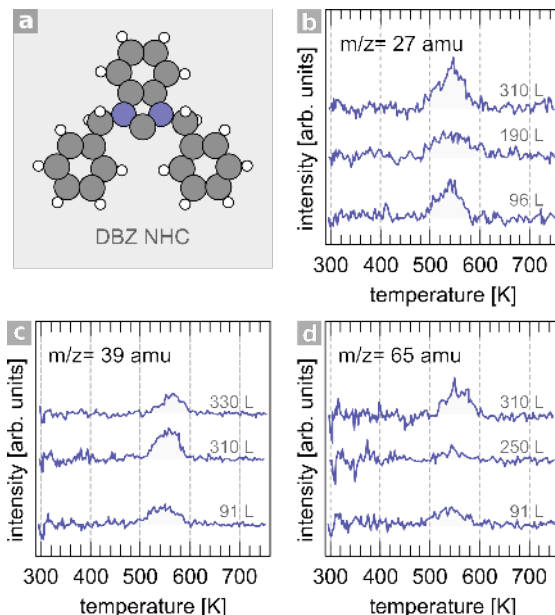 a
DBZ NHC
b
m/z= 27 amu
310 L
190 L
96 L
intensity [arb. units]
300 400 500 600 700
temperature [K]
c
m/z= 39 amu
330 L
310 L
91 L
intensity [arb. units]
300 400 500 600 700
temperature [K]
d
m/z= 65 amu
310 L
250 L
91 L
intensity [arb. units]
300 400 500 600 700
temperature [K]